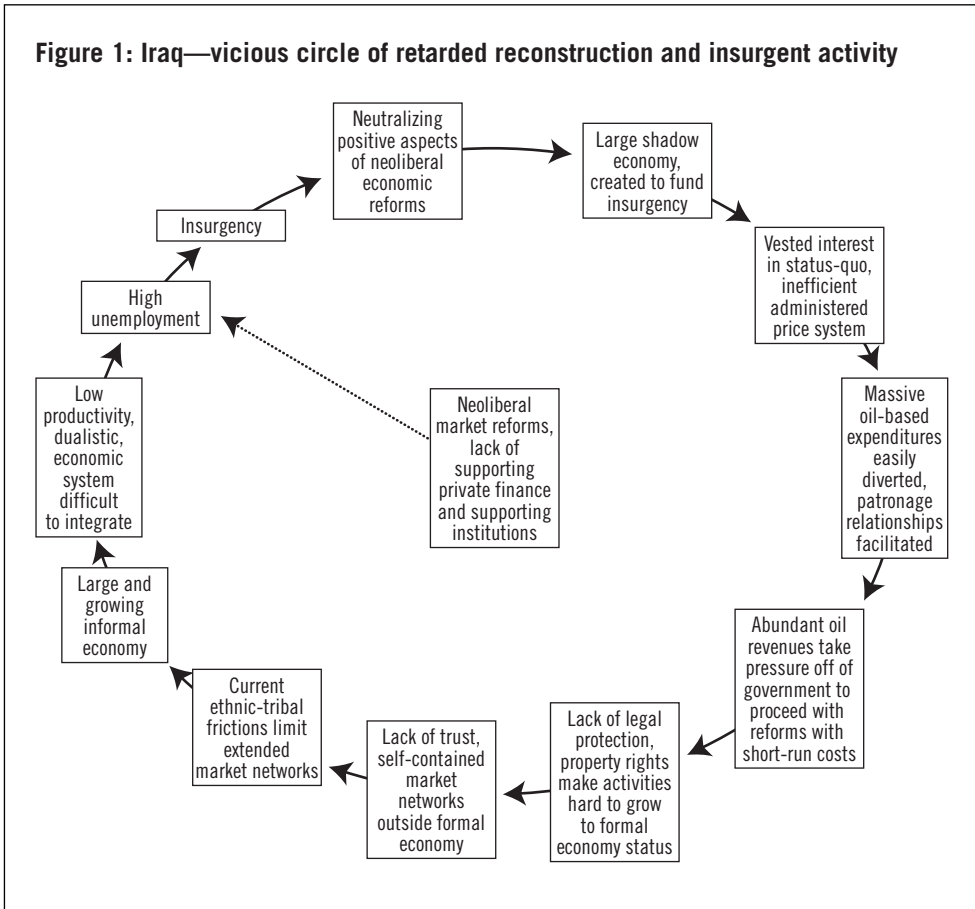 Figure 1: Iraq—vicious circle of retarded reconstruction and insurgent activity
Neutralizing
positive aspects
of neoliberal
economic
reforms
Large shadow
economy,
created to fund
insurgency
Vested interest
in status-quo,
inefficient
administered
price system
Massive
oil-based
expenditures
easily
diverted,
patronage
relationships
facilitated
Abundant oil
revenues take
pressure off of
government to
proceed with
reforms with
short-run costs
Lack of legal
protection,
property rights
make activities
hard to grow
to formal
economy status
Lack of trust,
self-contained
market
networks
outside formal
economy
Current
ethnic-tribal
frictions limit
extended
market networks
Large and
growing
informal
economy
Low
productivity,
dualistic,
economic
system
difficult
to integrate
High
unemployment
Insurgency
Neoliberal
market reforms,
lack of
supporting
private finance
and supporting
institutions